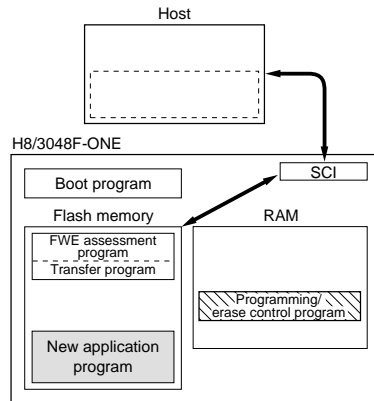 Host
H8/3048F-ONE
SCI
Boot program
Flash memory
RAM
FWE assessment
program
Transfer program
Programming/
erase control program
New application
program